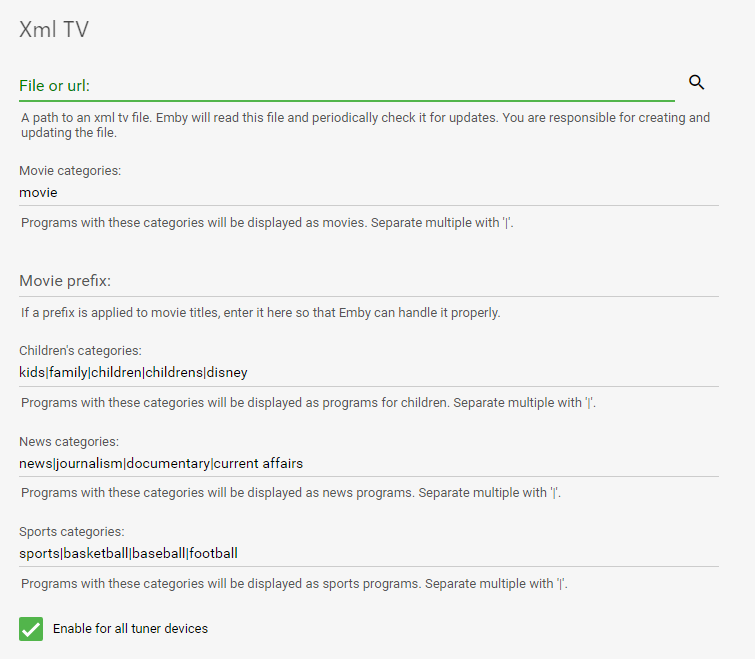 Xml TV
File or url:
A path to an xml tv file. Emby will read this file and periodically check it for updates. You are responsible for creating and
updating the file.
Movie categories:
movie
Programs with these categories will be displayed as movies. Separate multiple with '|'.
Movie prefix:
If a prefix is applied to movie titles, enter it here so that Emby can handle it properly.
Children's categories:
kids|family|children|childrens|disney
Programs with these categories will be displayed as programs for children. Separate multiple with '|'.
News categories:
news|journalism|documentary|current affairs
Programs with these categories will be displayed as news programs. Separate multiple with '|'.
Sports categories:
sports|basketball|baseball|football
Programs with these categories will be displayed as sports programs. Separate multiple with '|'.
Enable for all tuner devices